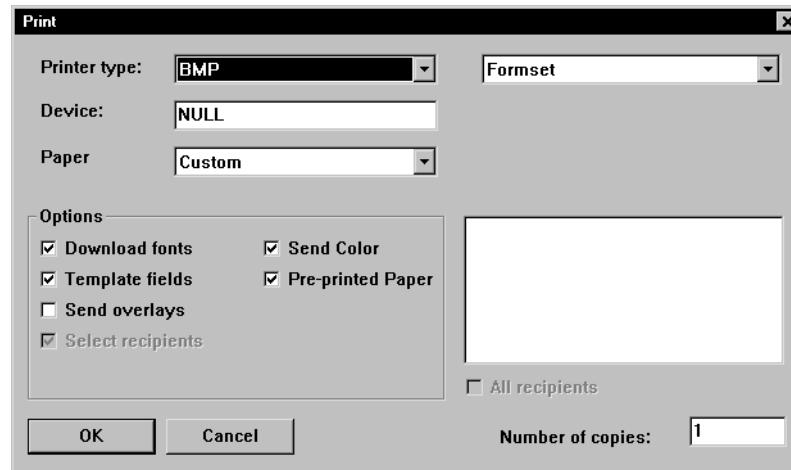 Print
Printer type: BMP Formset
Device: NULL
Paper Custom
Options
Download fonts Send Color
Template fields Pre-printed Paper
Send overlays
Select recipients
All recipients
OK Cancel Number of copies: 1